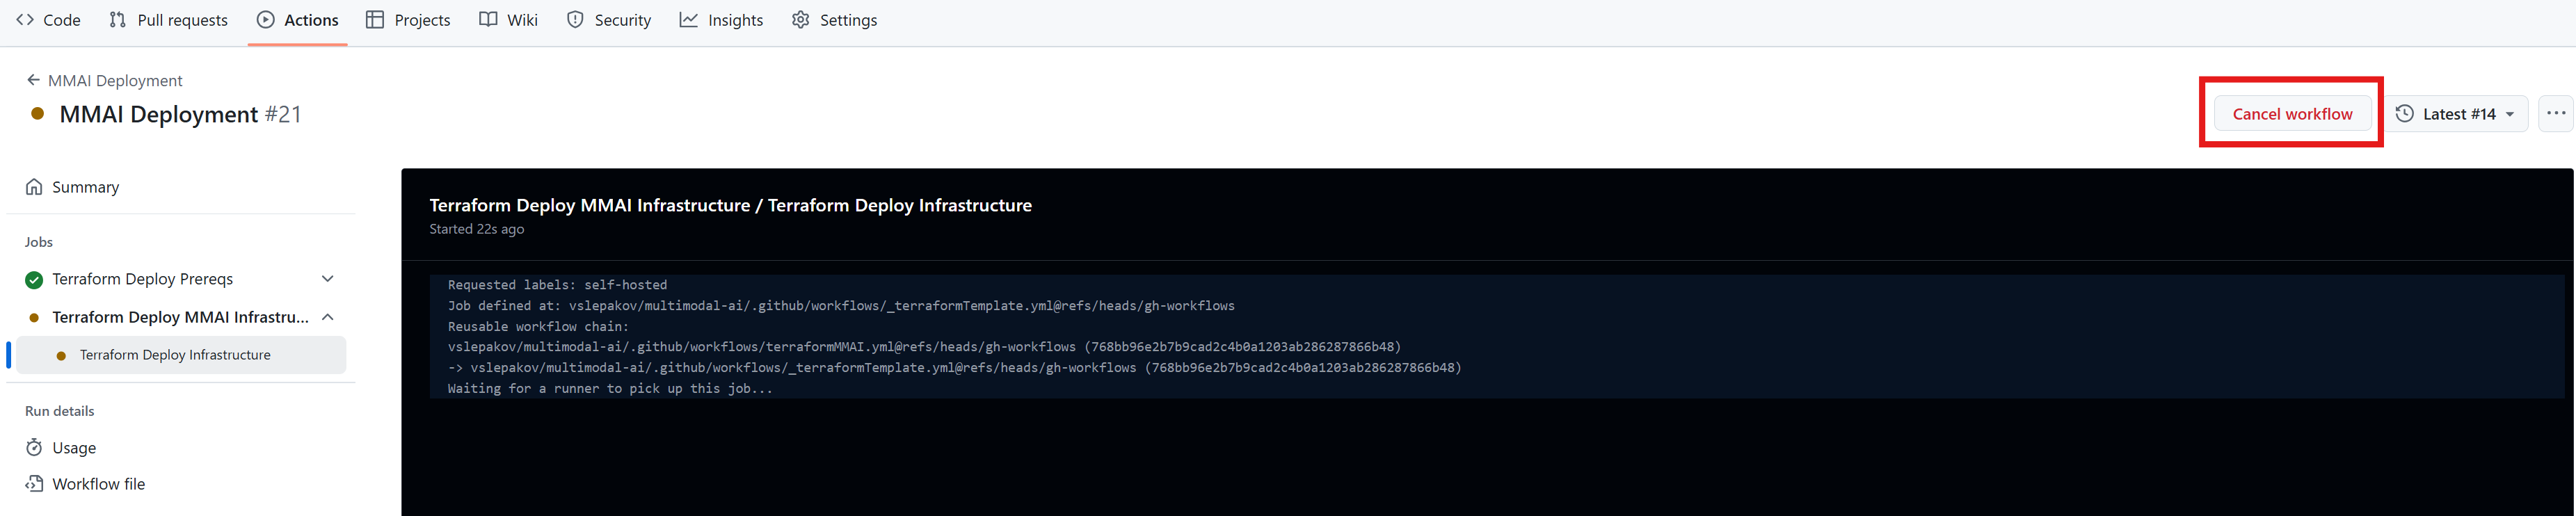 Code Pull requests Actions Projects Wiki Security Insights Settings
MMAI Deployment
MMAI Deployment #21
Cancel workflow Latest #14
Summary
Jobs
Terraform Deploy Prereqs
Terraform Deploy MMAI Infrastru...
Terraform Deploy Infrastructure
Run details
Usage
Workflow file
Terraform Deploy MMAI Infrastructure / Terraform Deploy Infrastructure
Started 22s ago
Requested labels: self-hosted
Job defined at: vslepakov/multimodal-ai/.github/workflows/_terraformTemplate.yml@refs/heads/gh-workflows
Reusable workflow chain:
vslepakov/multimodal-ai/.github/workflows/terraformMMAI.yml@refs/heads/gh-workflows (768bb96e2b7b9cad2c4b0a1203ab286287866b48)
-> vslepakov/multimodal-ai/.github/workflows/_terraformTemplate.yml@refs/heads/gh-workflows (768bb96e2b7b9cad2c4b0a1203ab286287866b48)
Waiting for a runner to pick up this job...